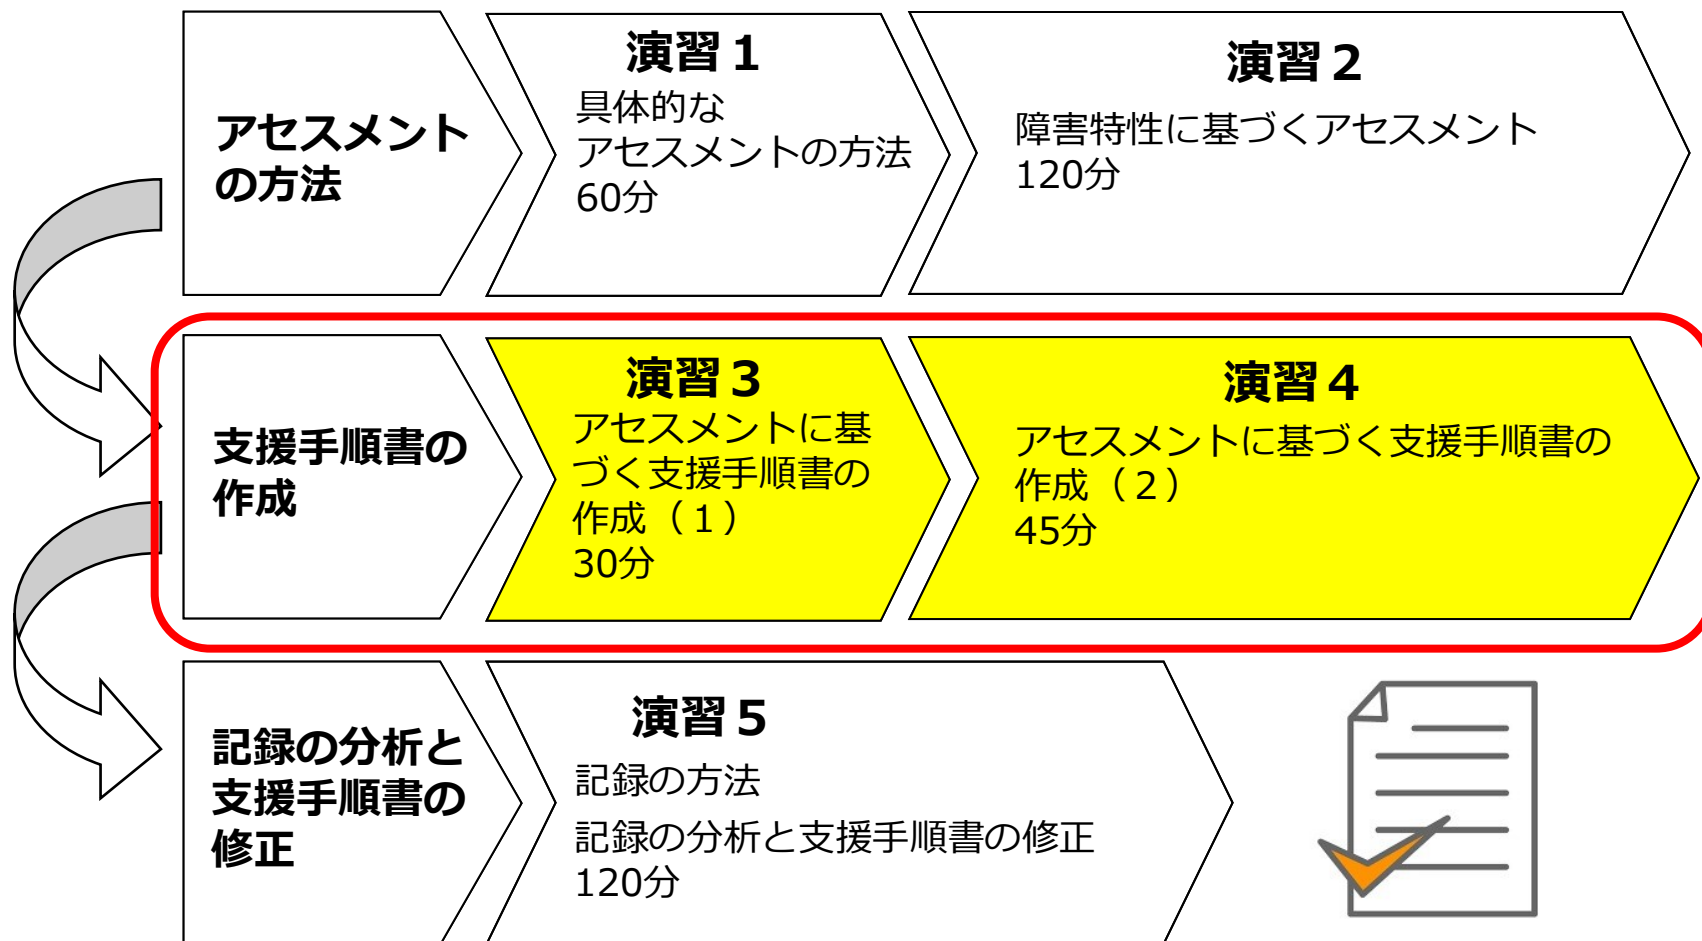 アセスメント
の方法
演習１
具体的な
アセスメントの方法
60分
演習２
障害特性に基づくアセスメント
120分
支援手順書の
作成
演習３
アセスメントに基
づく支援手順書の
作成（１）
30分
演習４
アセスメントに基づく支援手順書の
作成（２）
45分
記録の分析と
支援手順書の
修正
演習５
記録の方法
記録の分析と支援手順書の修正
120分